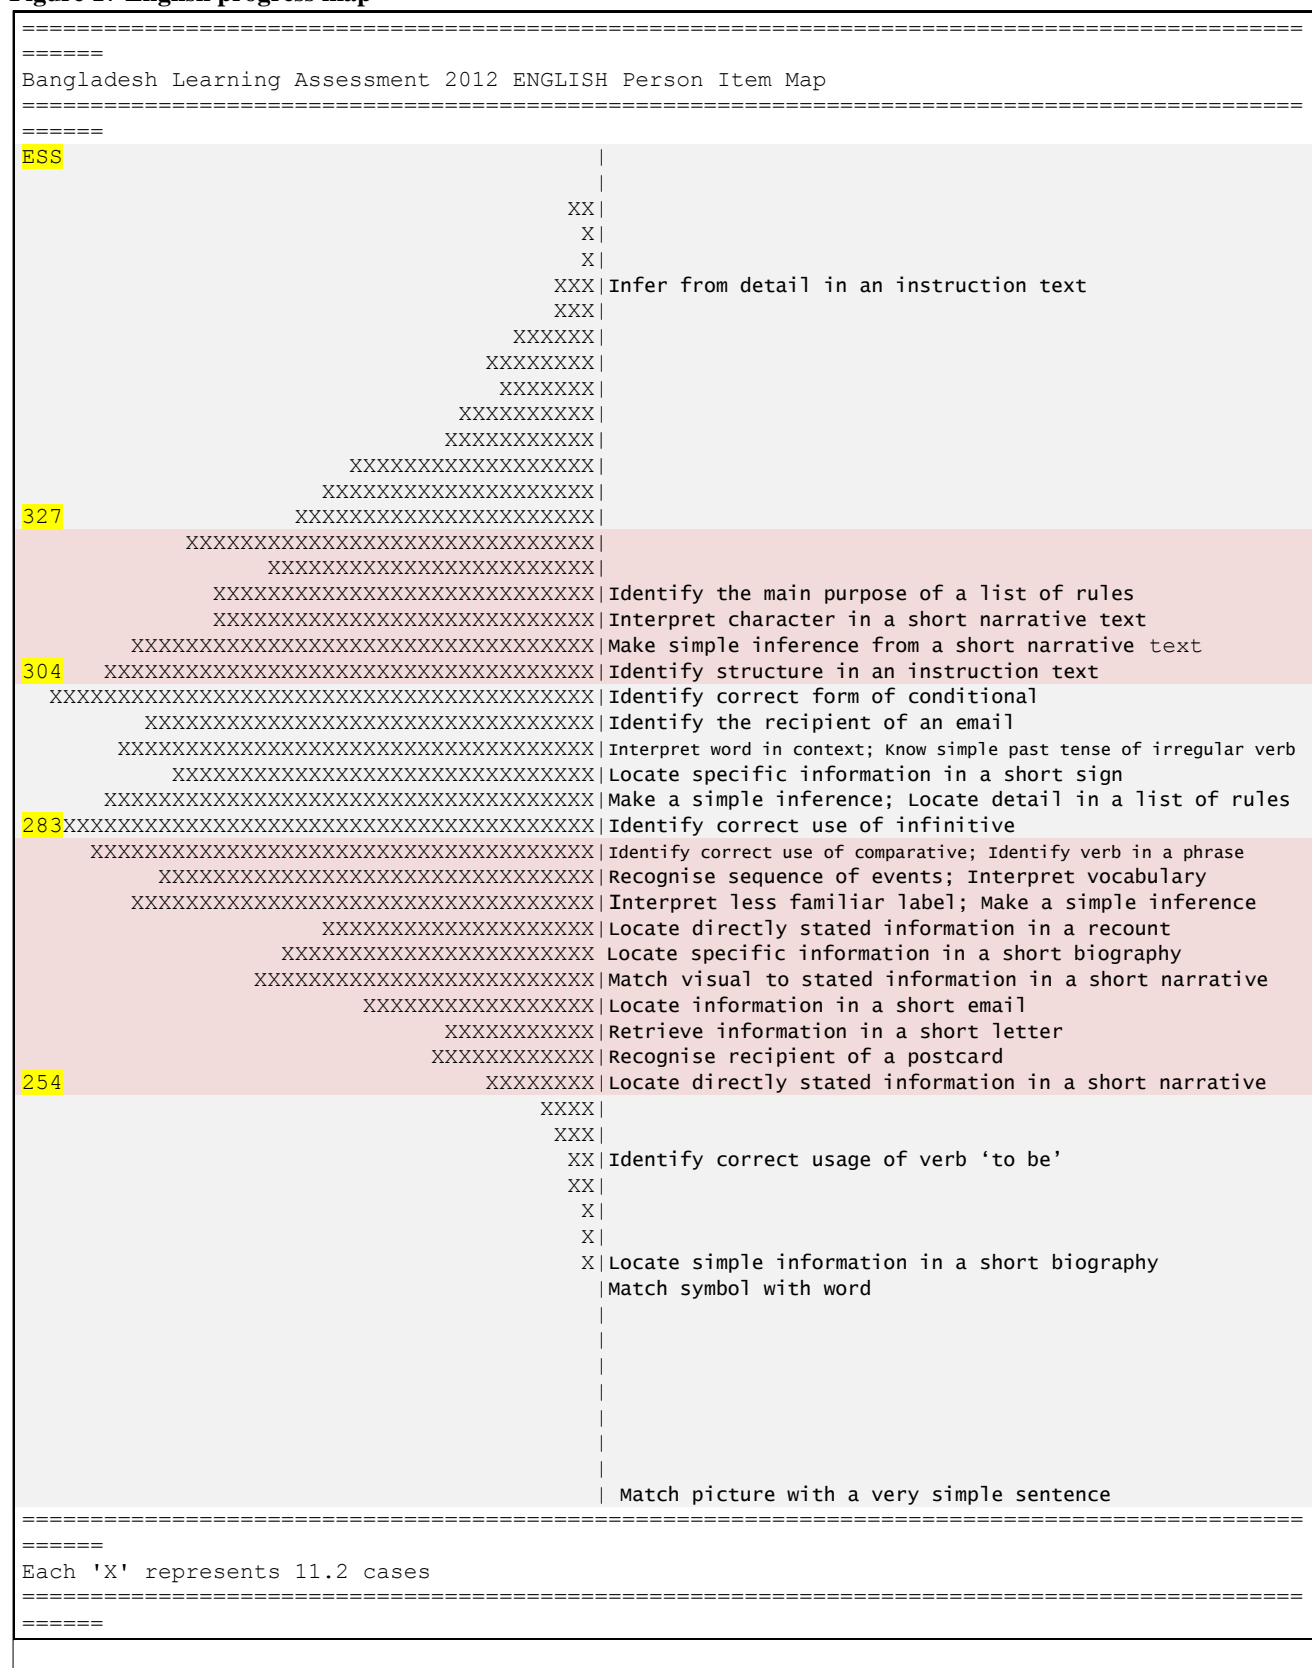 English progress map
==============================================================================================
======
Bangladesh Learning Assessment 2012 ENGLISH Person Item Map
==============================================================================================
======
ESS |
|
XX|
X|
X|
XXX|Infer from detail in an instruction text
XXX|
XXXXXX|
XXXXXXXX|
XXXXXXX|
XXXXXXXXXX|
XXXXXXXXXXX|
XXXXXXXXXXXXXXXXXX|
XXXXXXXXXXXXXXXXXXXX|
327 XXXXXXXXXXXXXXXXXXXXXX|
XXXXXXXXXXXXXXXXXXXXXXXXXXXXXX|
XXXXXXXXXXXXXXXXXXXXXXXX|
XXXXXXXXXXXXXXXXXXXXXXXXXXXX|Identify the main purpose of a list of rules
XXXXXXXXXXXXXXXXXXXXXXXXXXXX|Interpret character in a short narrative text
XXXXXXXXXXXXXXXXXXXXXXXXXXXXXXXXXX|Make simple inference from a short narrative text
304 XXXXXXXXXXXXXXXXXXXXXXXXXXXXXXXXXXXX|Identify structure in an instruction text
XXXXXXXXXXXXXXXXXXXXXXXXXXXXXXXXXXXXXXXX|Identify correct form of conditional
XXXXXXXXXXXXXXXXXXXXXXXXXXXXXXXXX|Identify the recipient of an email
XXXXXXXXXXXXXXXXXXXXXXXXXXXXXXXXXXX|Interpret word in context; Know simple past tense of irregular verb
XXXXXXXXXXXXXXXXXXXXXXXXXXXXXXX|Locate specific information in a short sign
XXXXXXXXXXXXXXXXXXXXXXXXXXXXXXXXXXXX|Make a simple inference; Locate detail in a list of rules
283XXXXXXXXXXXXXXXXXXXXXXXXXXXXXXXXXXXXXXX|Identify correct use of infinitive
XXXXXXXXXXXXXXXXXXXXXXXXXXXXXXXXXXXXX|Identify correct use of comparative; Identify verb in a phrase
XXXXXXXXXXXXXXXXXXXXXXXXXXXXXXXX|Recognise sequence of events; Interpret vocabulary
XXXXXXXXXXXXXXXXXXXXXXXXXXXXXXXXXX|Interpret less familiar label; Make a simple inference
XXXXXXXXXXXXXXXXXXXX|Locate directly stated information in a recount
XXXXXXXXXXXXXXXXXXXXXXX Locate specific information in a short biography
XXXXXXXXXXXXXXXXXXXXXXXXX|Match visual to stated information in a short narrative
XXXXXXXXXXXXXXXXX|Locate information in a short email
XXXXXXXXXXX|Retrieve information in a short letter
XXXXXXXXXXXX|Recognise recipient of a postcard
254 XXXXXXXX|Locate directly stated information in a short narrative
XXXX|
XXX|
XX|Identify correct usage of verb ‘to be’
XX|
X|
X|
X|Locate simple information in a short biography
|Match symbol with word
|
|
|
|
|
|
|
| Match picture with a very simple sentence
==============================================================================================
======
Each 'X' represents 11.2 cases
==============================================================================================
======